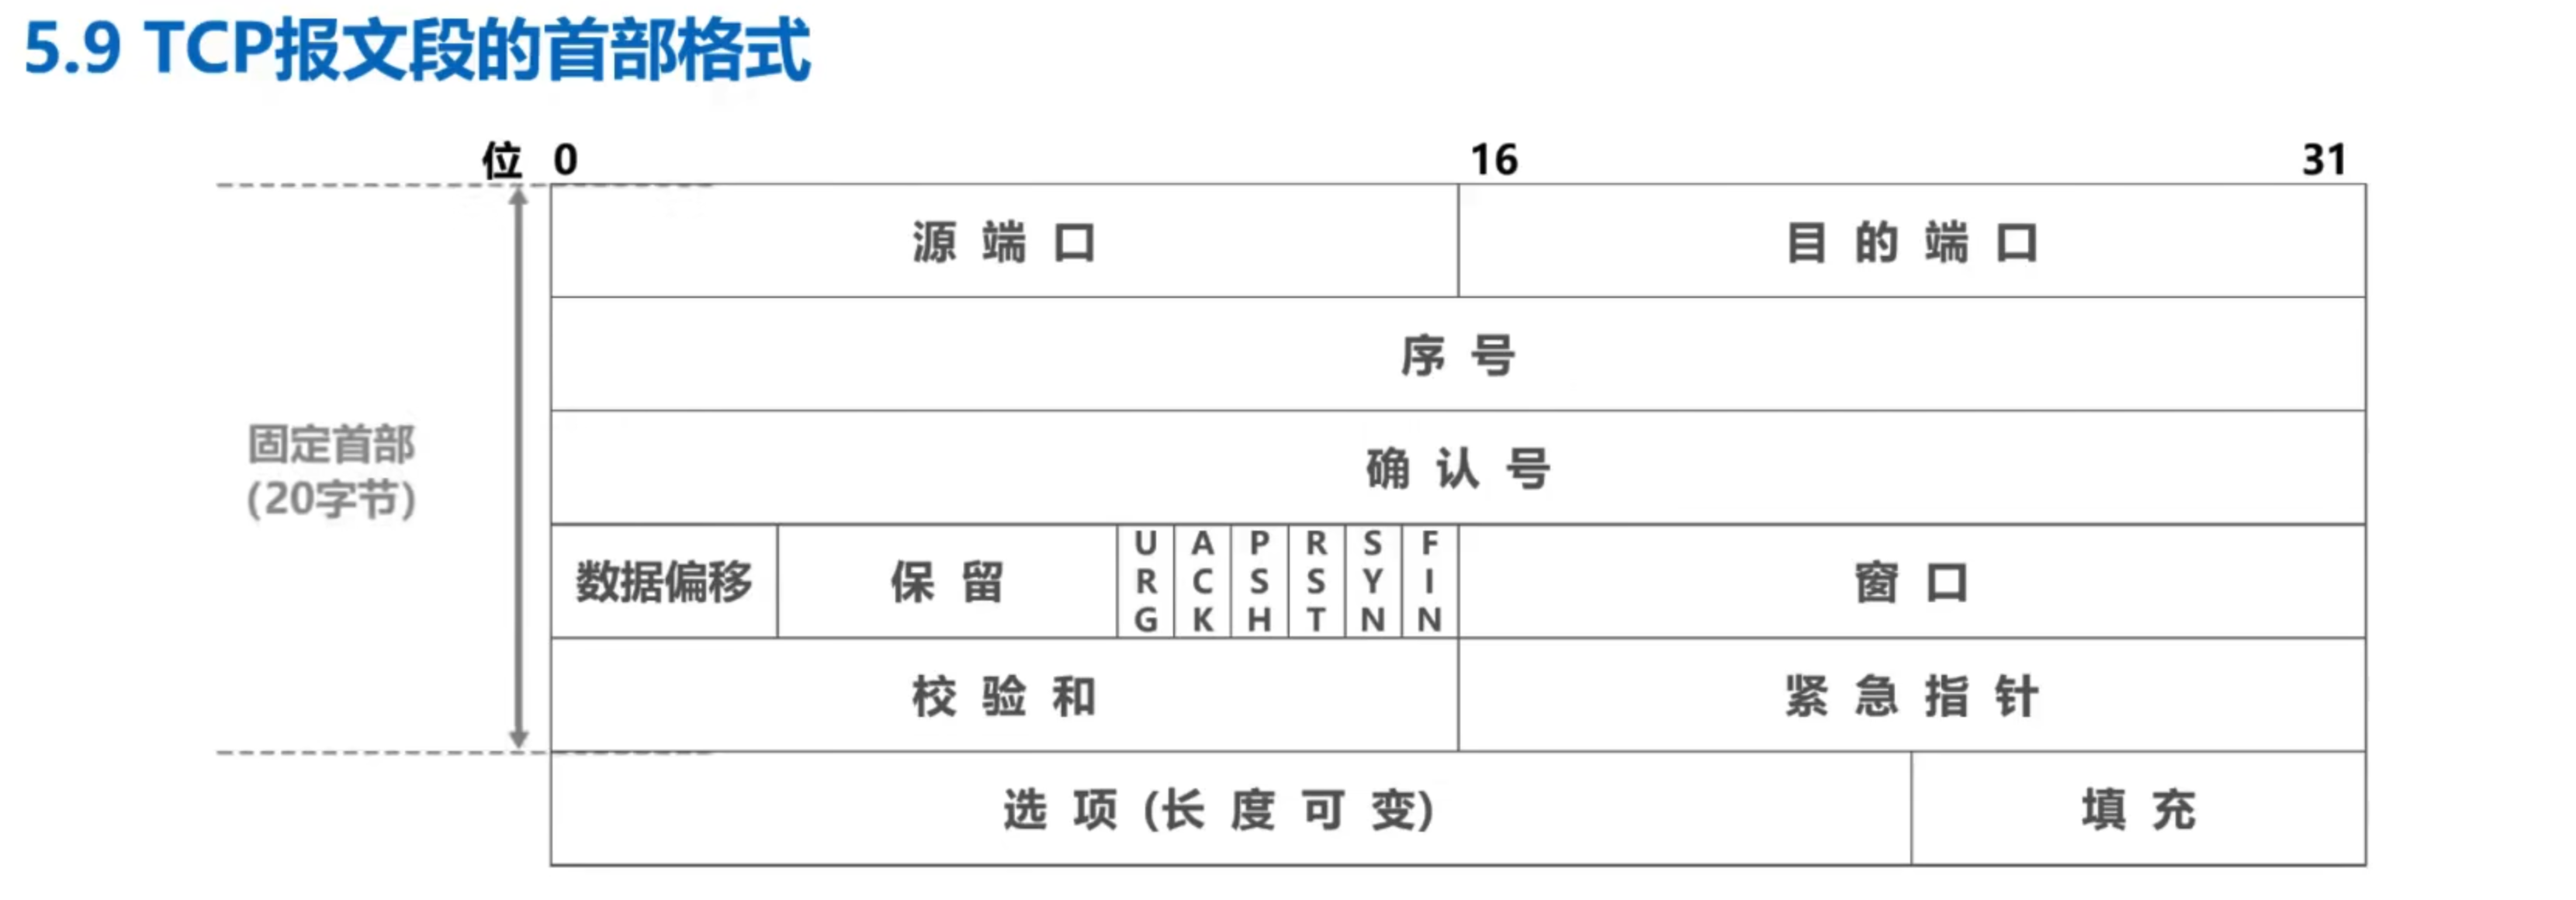 5.9 TCP报文段的首部格式
位 0 16 31
源 端 口 目 的 端 口
序 号
确 认 号
固定首部
(20字节)
数据偏移 保 留 URG ACK PSH RST SYN FIN 窗 口
校 验 和 紧 急 指 针
选 项 (长 度 可 变) 填 充